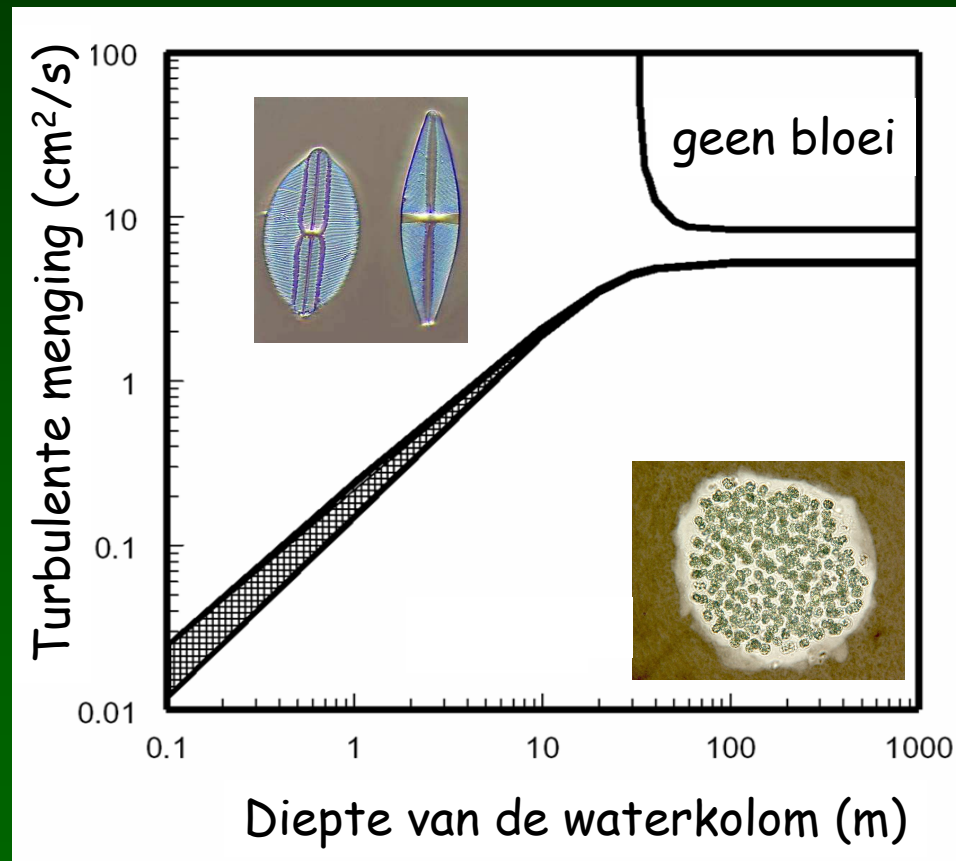 Turbulente menging (cm²/s)
100
10
1
0.1
0.01
geen bloei
0.1 1 10 100 1000
Diepte van de waterkolom (m)